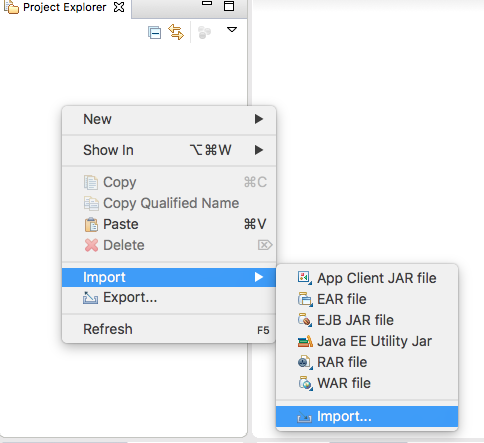 Project Explorer
New
Show In ⌥⌘W
Copy ⌘C
Copy Qualified Name
Paste ⌘V
Delete ⌦
Import
Export...
Refresh F5
App Client JAR file
EAR file
EJB JAR file
Java EE Utility Jar
RAR file
WAR file
Import...